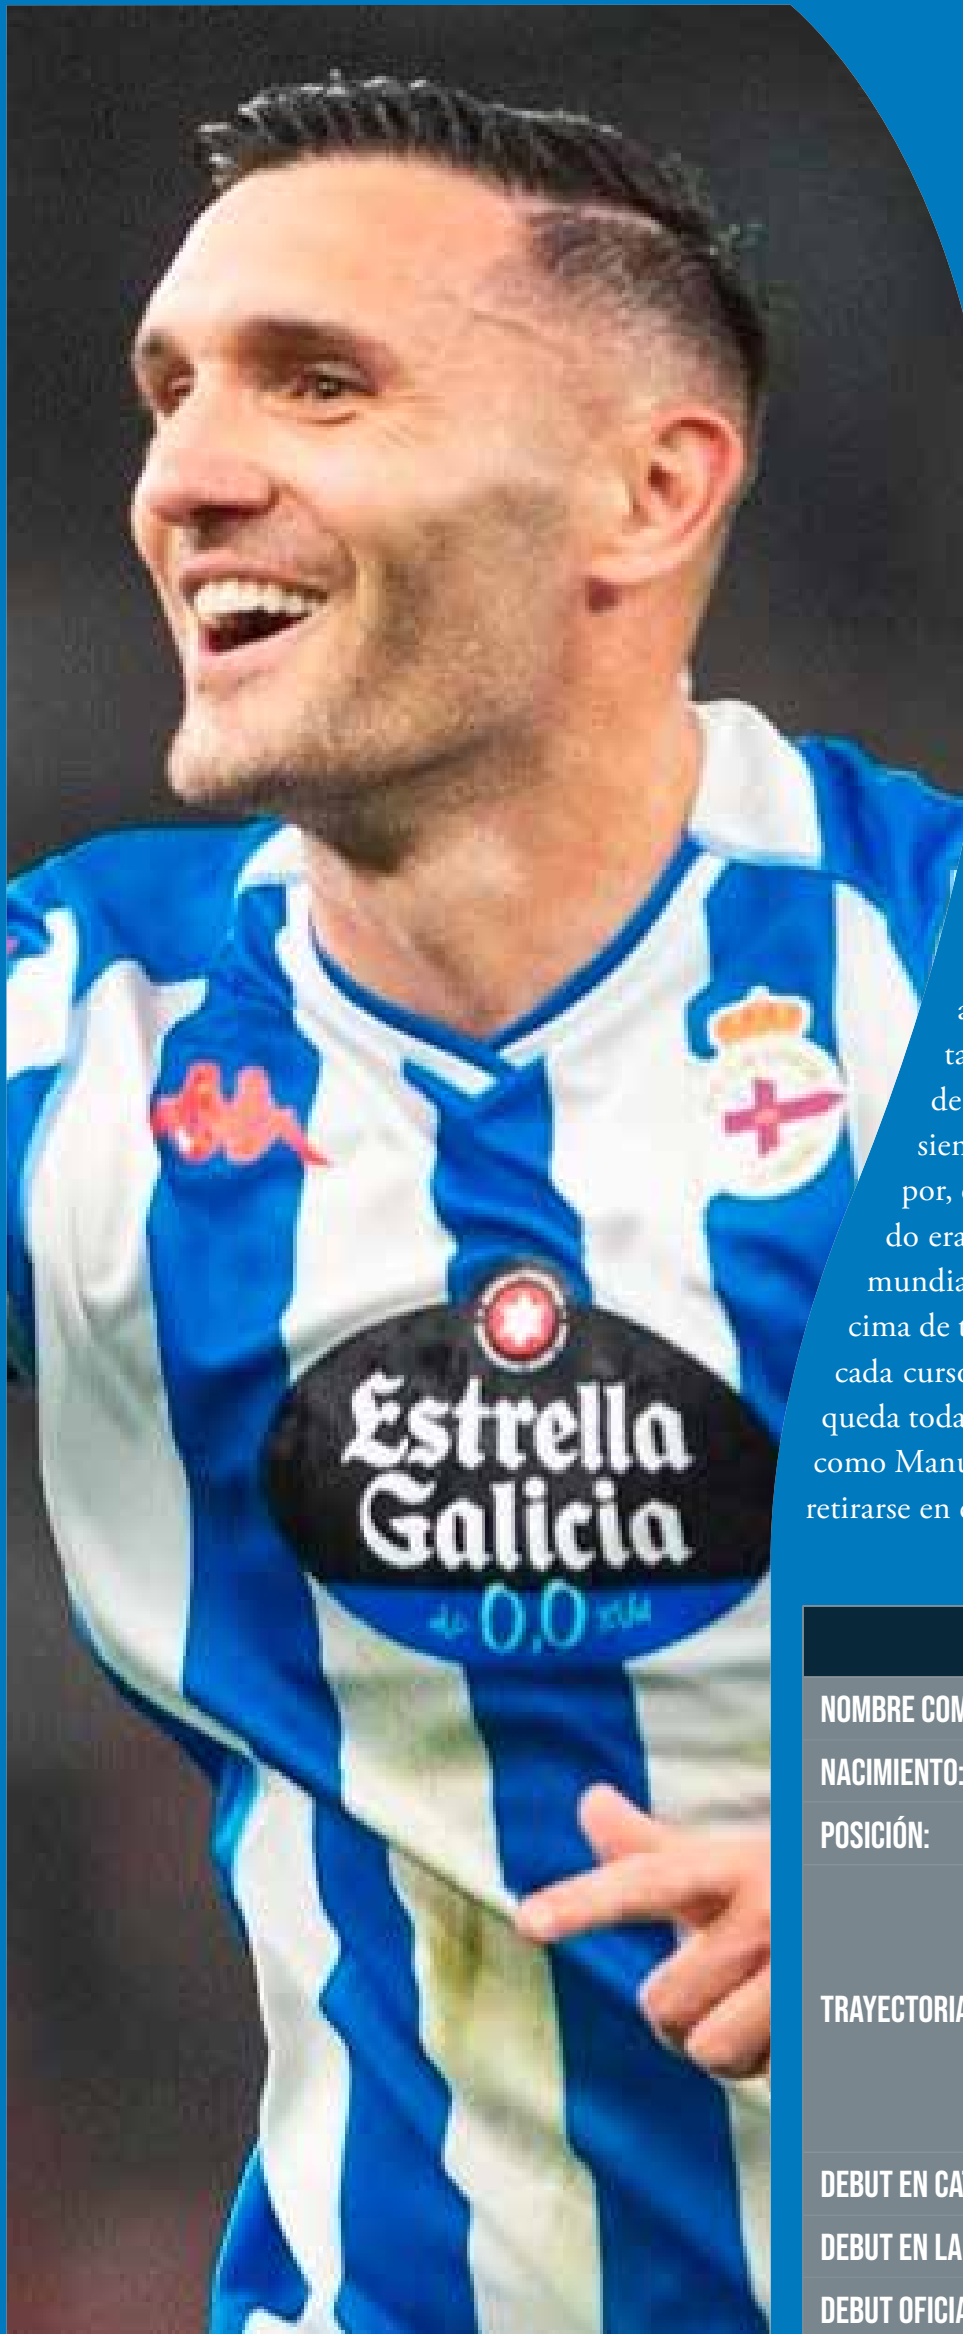 Estrella
Galicia
0,0
a
ta
de
sien
por,
do era
mundia
cima de t
cada curso
queda toda
como Manu
retirarse en
NOMBRE COM
NACIMIENTO:
POSICIÓN:
TRAYECTORIA
DEBUT EN CA
DEBUT EN LA
DEBUT OFICIA